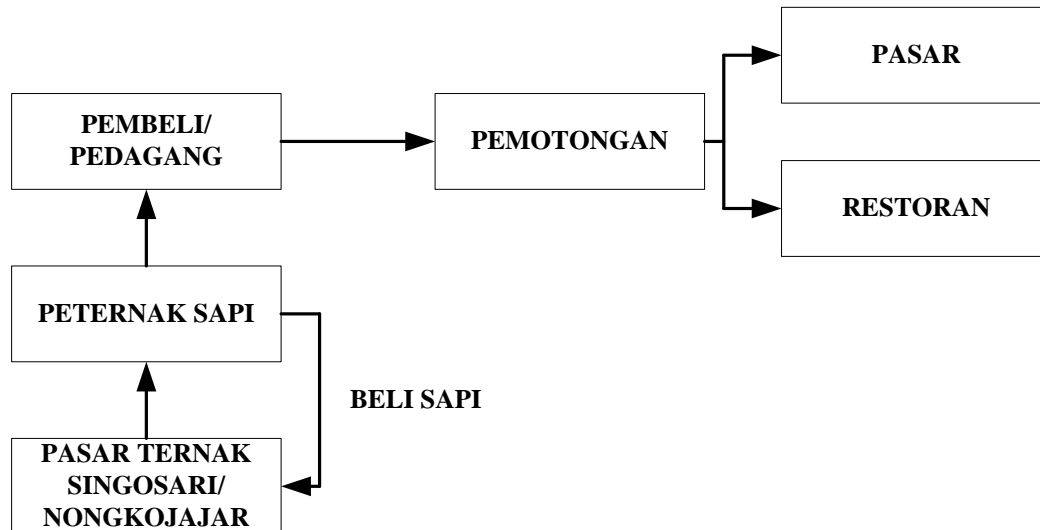 PASAR
PEMBELI/
PEDAGANG
PEMOTONGAN
RESTORAN
PETERNAK SAPI
BELI SAPI
PASAR TERNAK
SINGOSARI/
NONGKOJAJAR